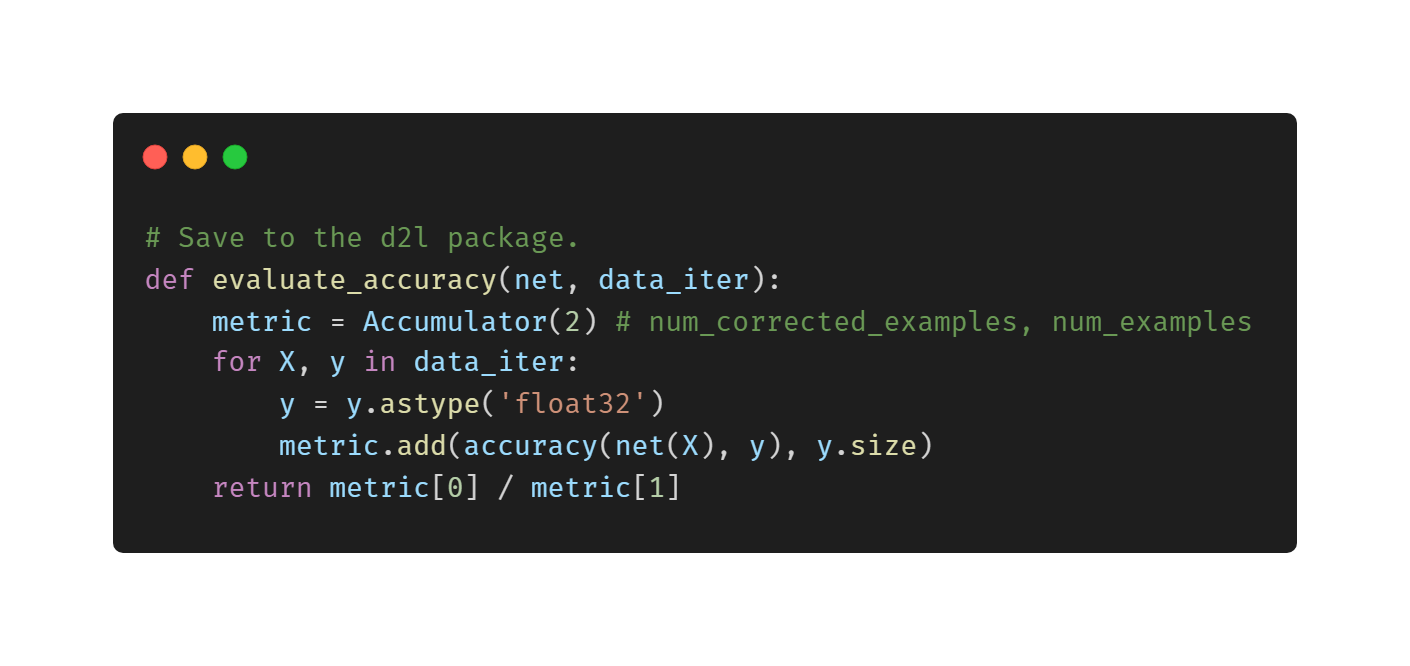 # Save to the d2l package.
def evaluate_accuracy(net, data_iter):
    metric = Accumulator(2) # num_corrected_examples, num_examples
    for X, y in data_iter:
        y = y.astype('float32')
        metric.add(accuracy(net(X), y), y.size)
    return metric[0] / metric[1]